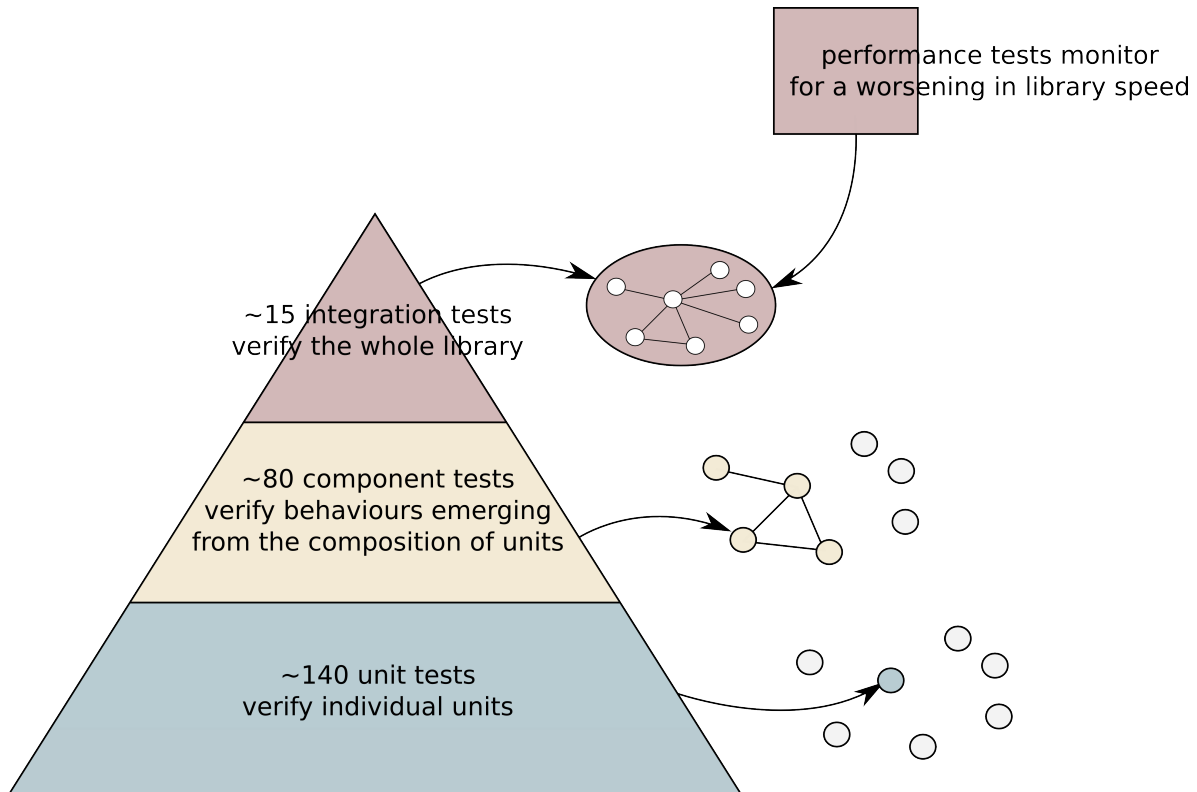 performance tests monitor
for a worsening in library speed
~15 integration tests
verify the whole library
~80 component tests
verify behaviours emerging
from the composition of units
~140 unit tests
verify individual units